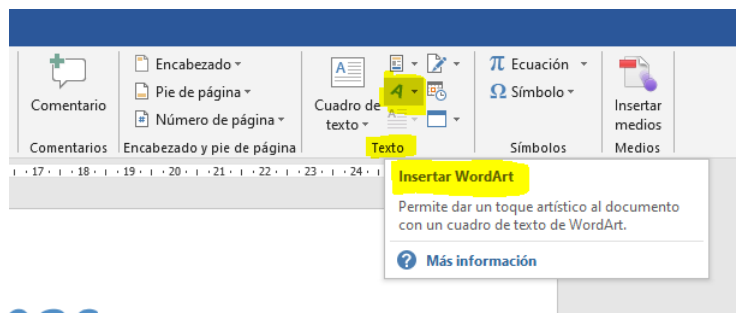 Encabezado
Pie de página
Número de página
Comentario
Cuadro de
texto
Ecuación
Símbolo
Insertar
medios
Comentarios
Encabezado y pie de página
Texto
Símbolos
Medios
17 18 19 20 21 22 23 24
Insertar WordArt
Permite dar un toque artístico al documento
con un cuadro de texto de WordArt.
Más información